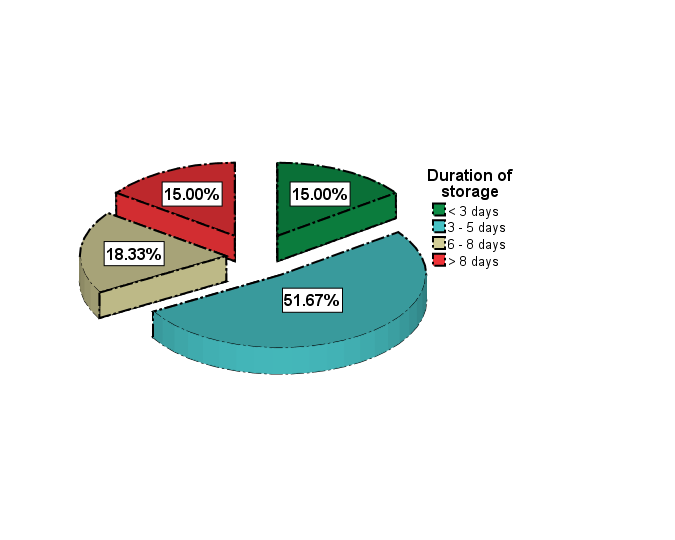 15.00%
15.00%
18.33%
51.67%
Duration of
storage
< 3 days
3 - 5 days
6 - 8 days
> 8 days